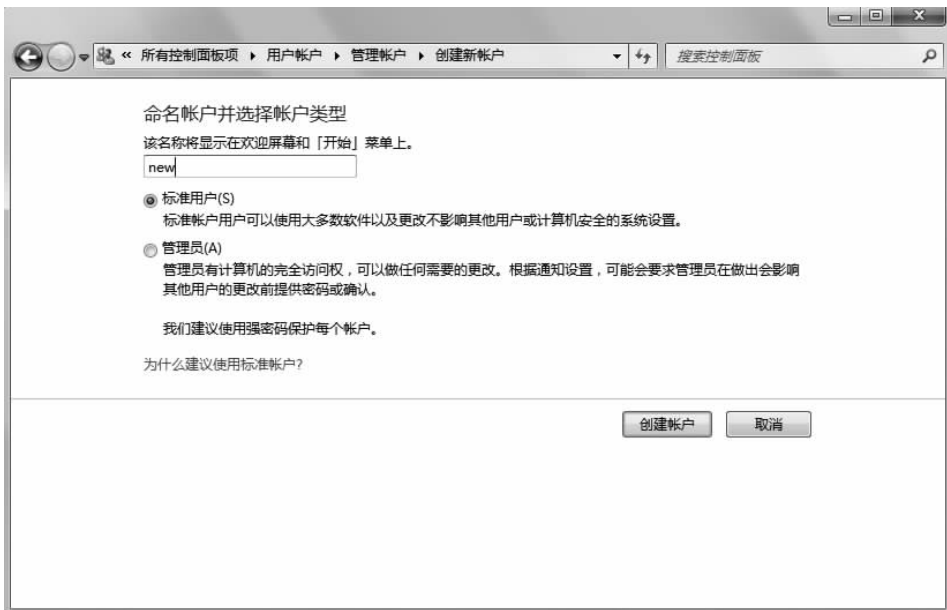 « 所有控制面板项 ▸ 用户帐户 ▸ 管理帐户 ▸ 创建新帐户
搜索控制面板
命名帐户并选择帐户类型
该名称将显示在欢迎屏幕和「开始」菜单上。
new
标准用户(S)
标准帐户用户可以使用大多数软件以及更改不影响其他用户或计算机安全的系统设置。
管理员(A)
管理员有计算机的完全访问权，可以做任何需要的更改。根据通知设置，可能会要求管理员在做出会影响
其他用户的更改前提供密码或确认。
我们建议使用强密码保护每个帐户。
为什么建议使用标准帐户?
创建帐户
取消